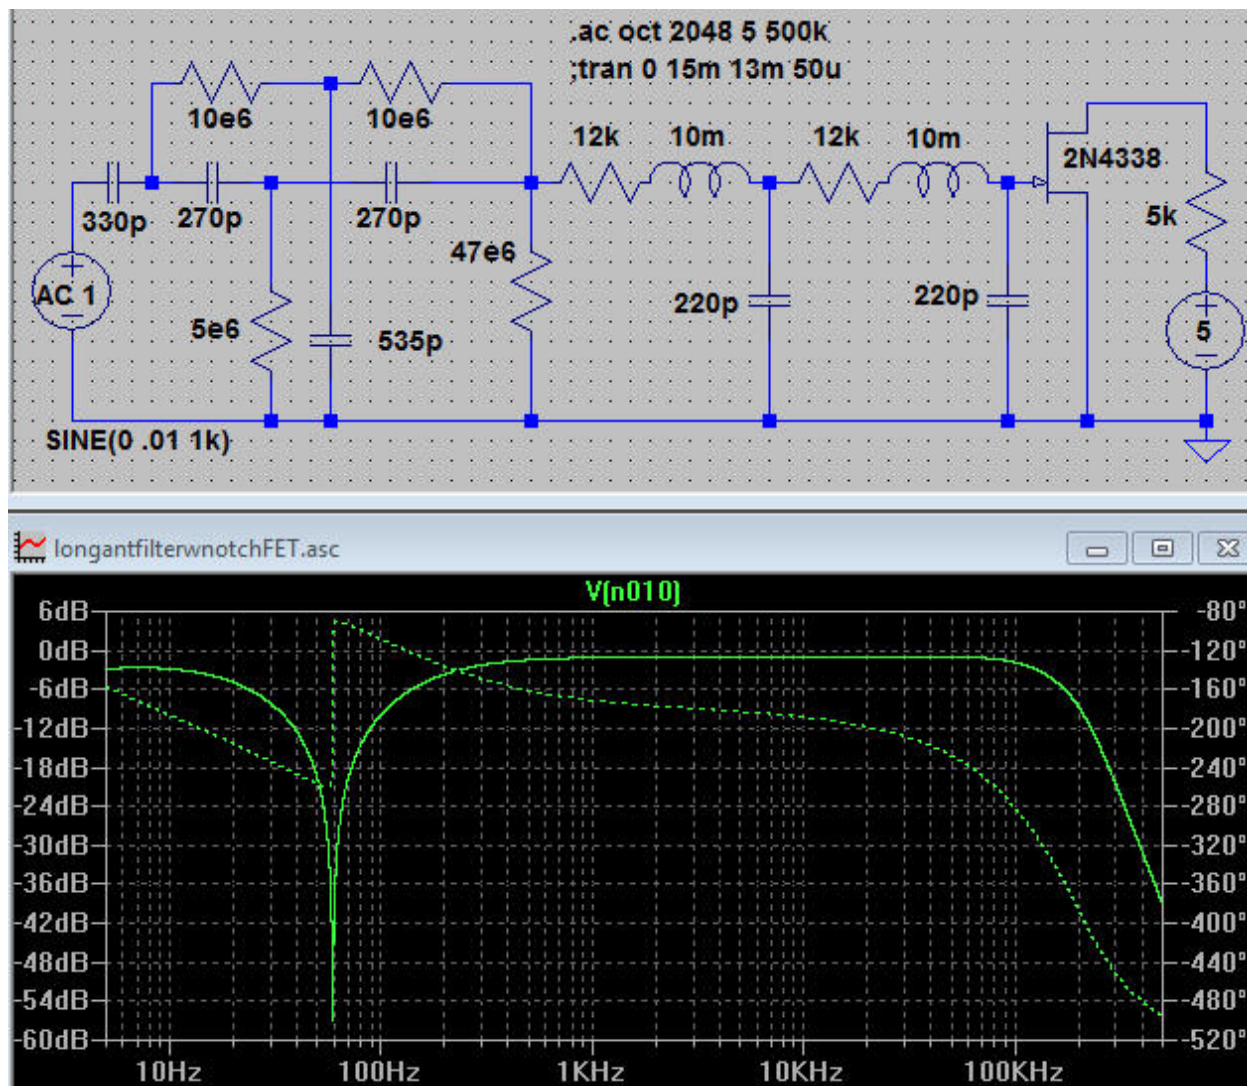 .ac oct 2048 5 500k
;tran 0 15m 13m 50u
10e6
10e6
12k
10m
12k
10m
2N4338
330p
270p
270p
5k
47e6
AC 1
5e6
535p
220p
220p
5
SINE(0 .01 1k)
longantfilterwnotchFET.asc
V(n010)
6dB
0dB
-6dB
-12dB
-18dB
-24dB
-30dB
-36dB
-42dB
-48dB
-54dB
-60dB
-80°
-120°
-160°
-200°
-240°
-280°
-320°
-360°
-400°
-440°
-480°
-520°
10Hz
100Hz
1KHz
10KHz
100KHz